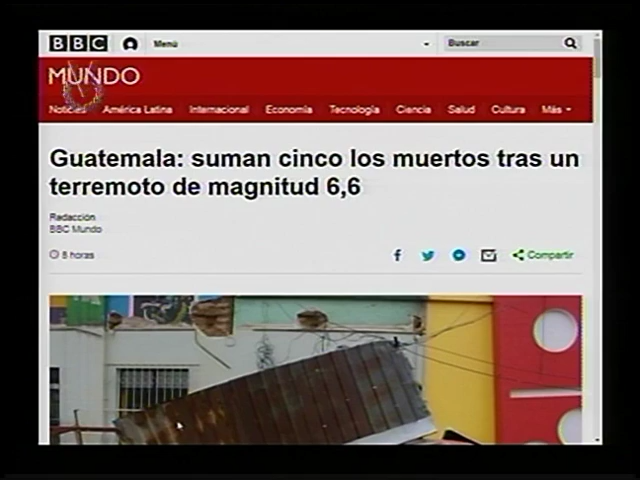 BBC Menú Buscar
MUNDO
Noticias América Latina Internacional Economía Tecnología Ciencia Salud Cultura Más
Guatemala: suman cinco los muertos tras un
terremoto de magnitud 6,6
Redacción
BBC Mundo
8 horas
Compartir